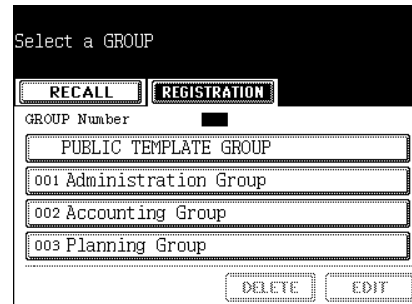 Select a GROUP
RECALL REGISTRATION
GROUP Number
PUBLIC TEMPLATE GROUP
001 Administration Group
002 Accounting Group
003 Planning Group
DELETE EDIT